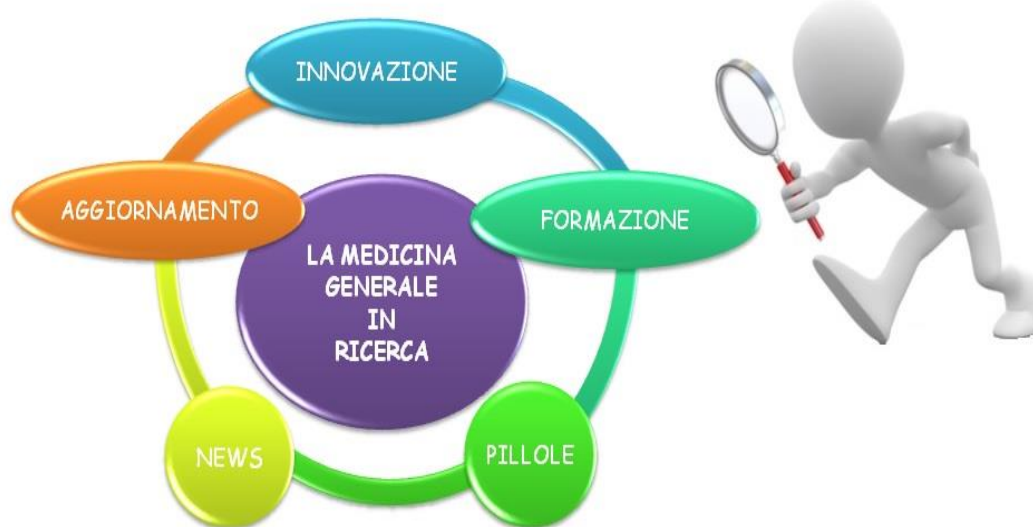 INNOVAZIONE
AGGIORNAMENTO
FORMAZIONE
LA MEDICINA
GENERALE
IN
RICERCA
NEWS
PILLOLE